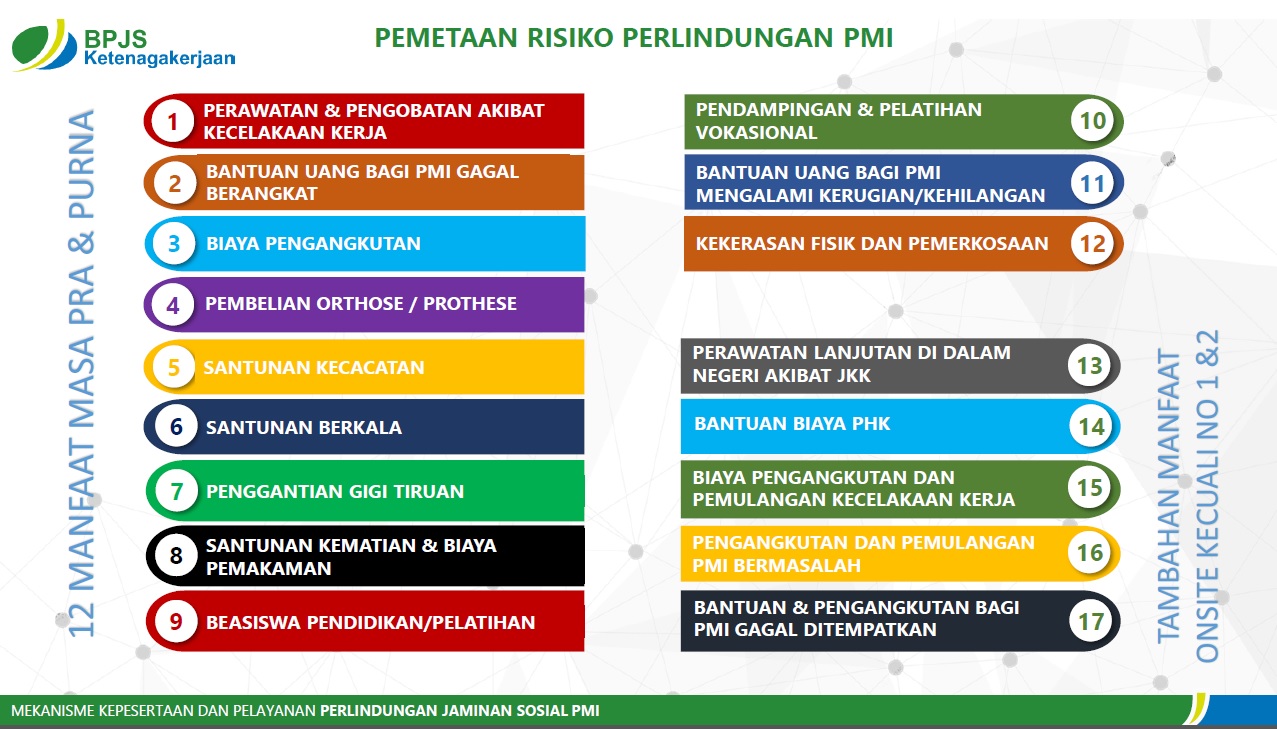 BPJS
Ketenagakerjaan
PEMETAAN RISIKO PERLINDUNGAN PMI
12 MANFAAT MASA PRA & PURNA
1
PERAWATAN & PENGOBATAN AKIBAT
KECELAKAAN KERJA
2
BANTUAN UANG BAGI PMI GAGAL
BERANGKAT
3
BIAYA PENGANGKUTAN
4
PEMBELIAN ORTHOSE / PROTHESE
5
SANTUNAN KECACATAN
6
SANTUNAN BERKALA
7
PENGGANTIAN GIGI TIRUAN
8
SANTUNAN KEMATIAN & BIAYA
PEMAKAMAN
9
BEASISWA PENDIDIKAN/PELATIHAN
PENDAMPINGAN & PELATIHAN
VOKASIONAL
10
BANTUAN UANG BAGI PMI
MENGALAMI KERUGIAN/KEHILANGAN
11
KEKERASAN FISIK DAN PEMERKOSAAN
12
PERAWATAN LANJUTAN DI DALAM
NEGERI AKIBAT JKK
13
BANTUAN BIAYA PHK
14
BIAYA PENGANGKUTAN DAN
PEMULANGAN KECELAKAAN KERJA
15
PENGANGKUTAN DAN PEMULANGAN
PMI BERMASALAH
16
BANTUAN & PENGANGKUTAN BAGI
PMI GAGAL DITEMPATKAN
17
TAMBAHAN MANFAAT
ONSITE KECUALI NO 1 &2
MEKANISME KEPESERTAAN DAN PELAYANAN PERLINDUNGAN JAMINAN SOSIAL PMI